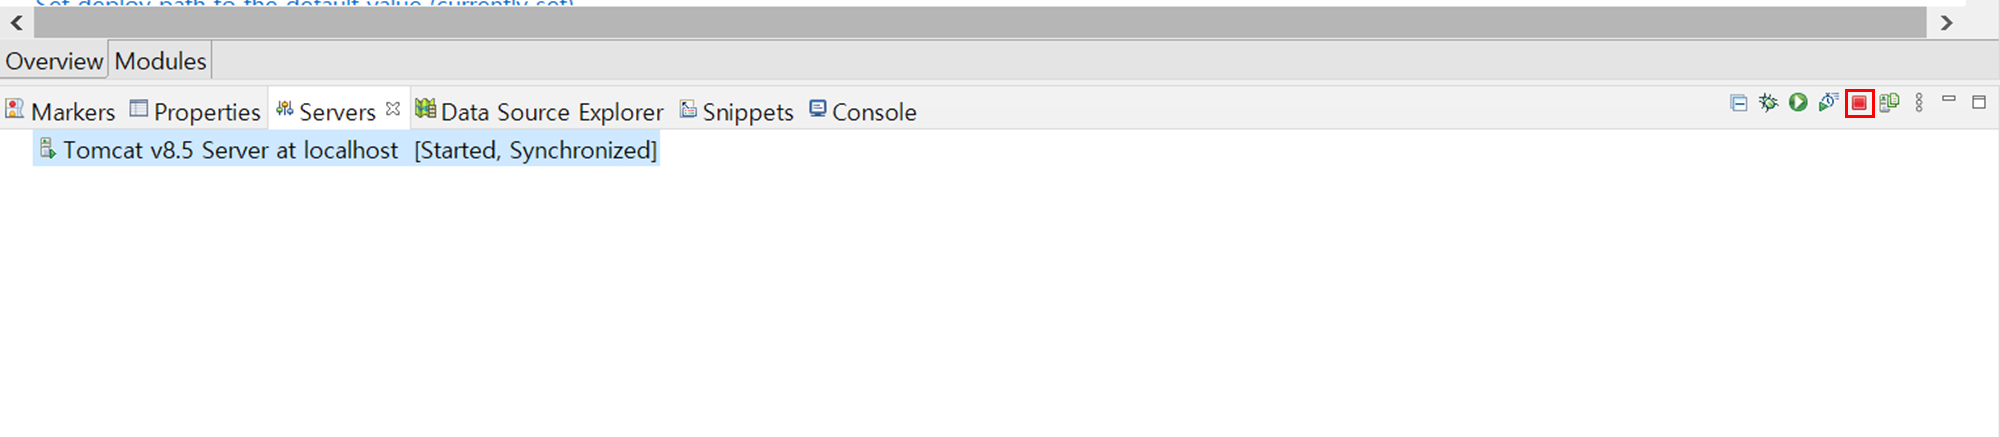 Set deploy path to the default value (currently set)
Overview Modules
Markers Properties Servers Data Source Explorer Snippets Console
Tomcat v8.5 Server at localhost [Started, Synchronized]